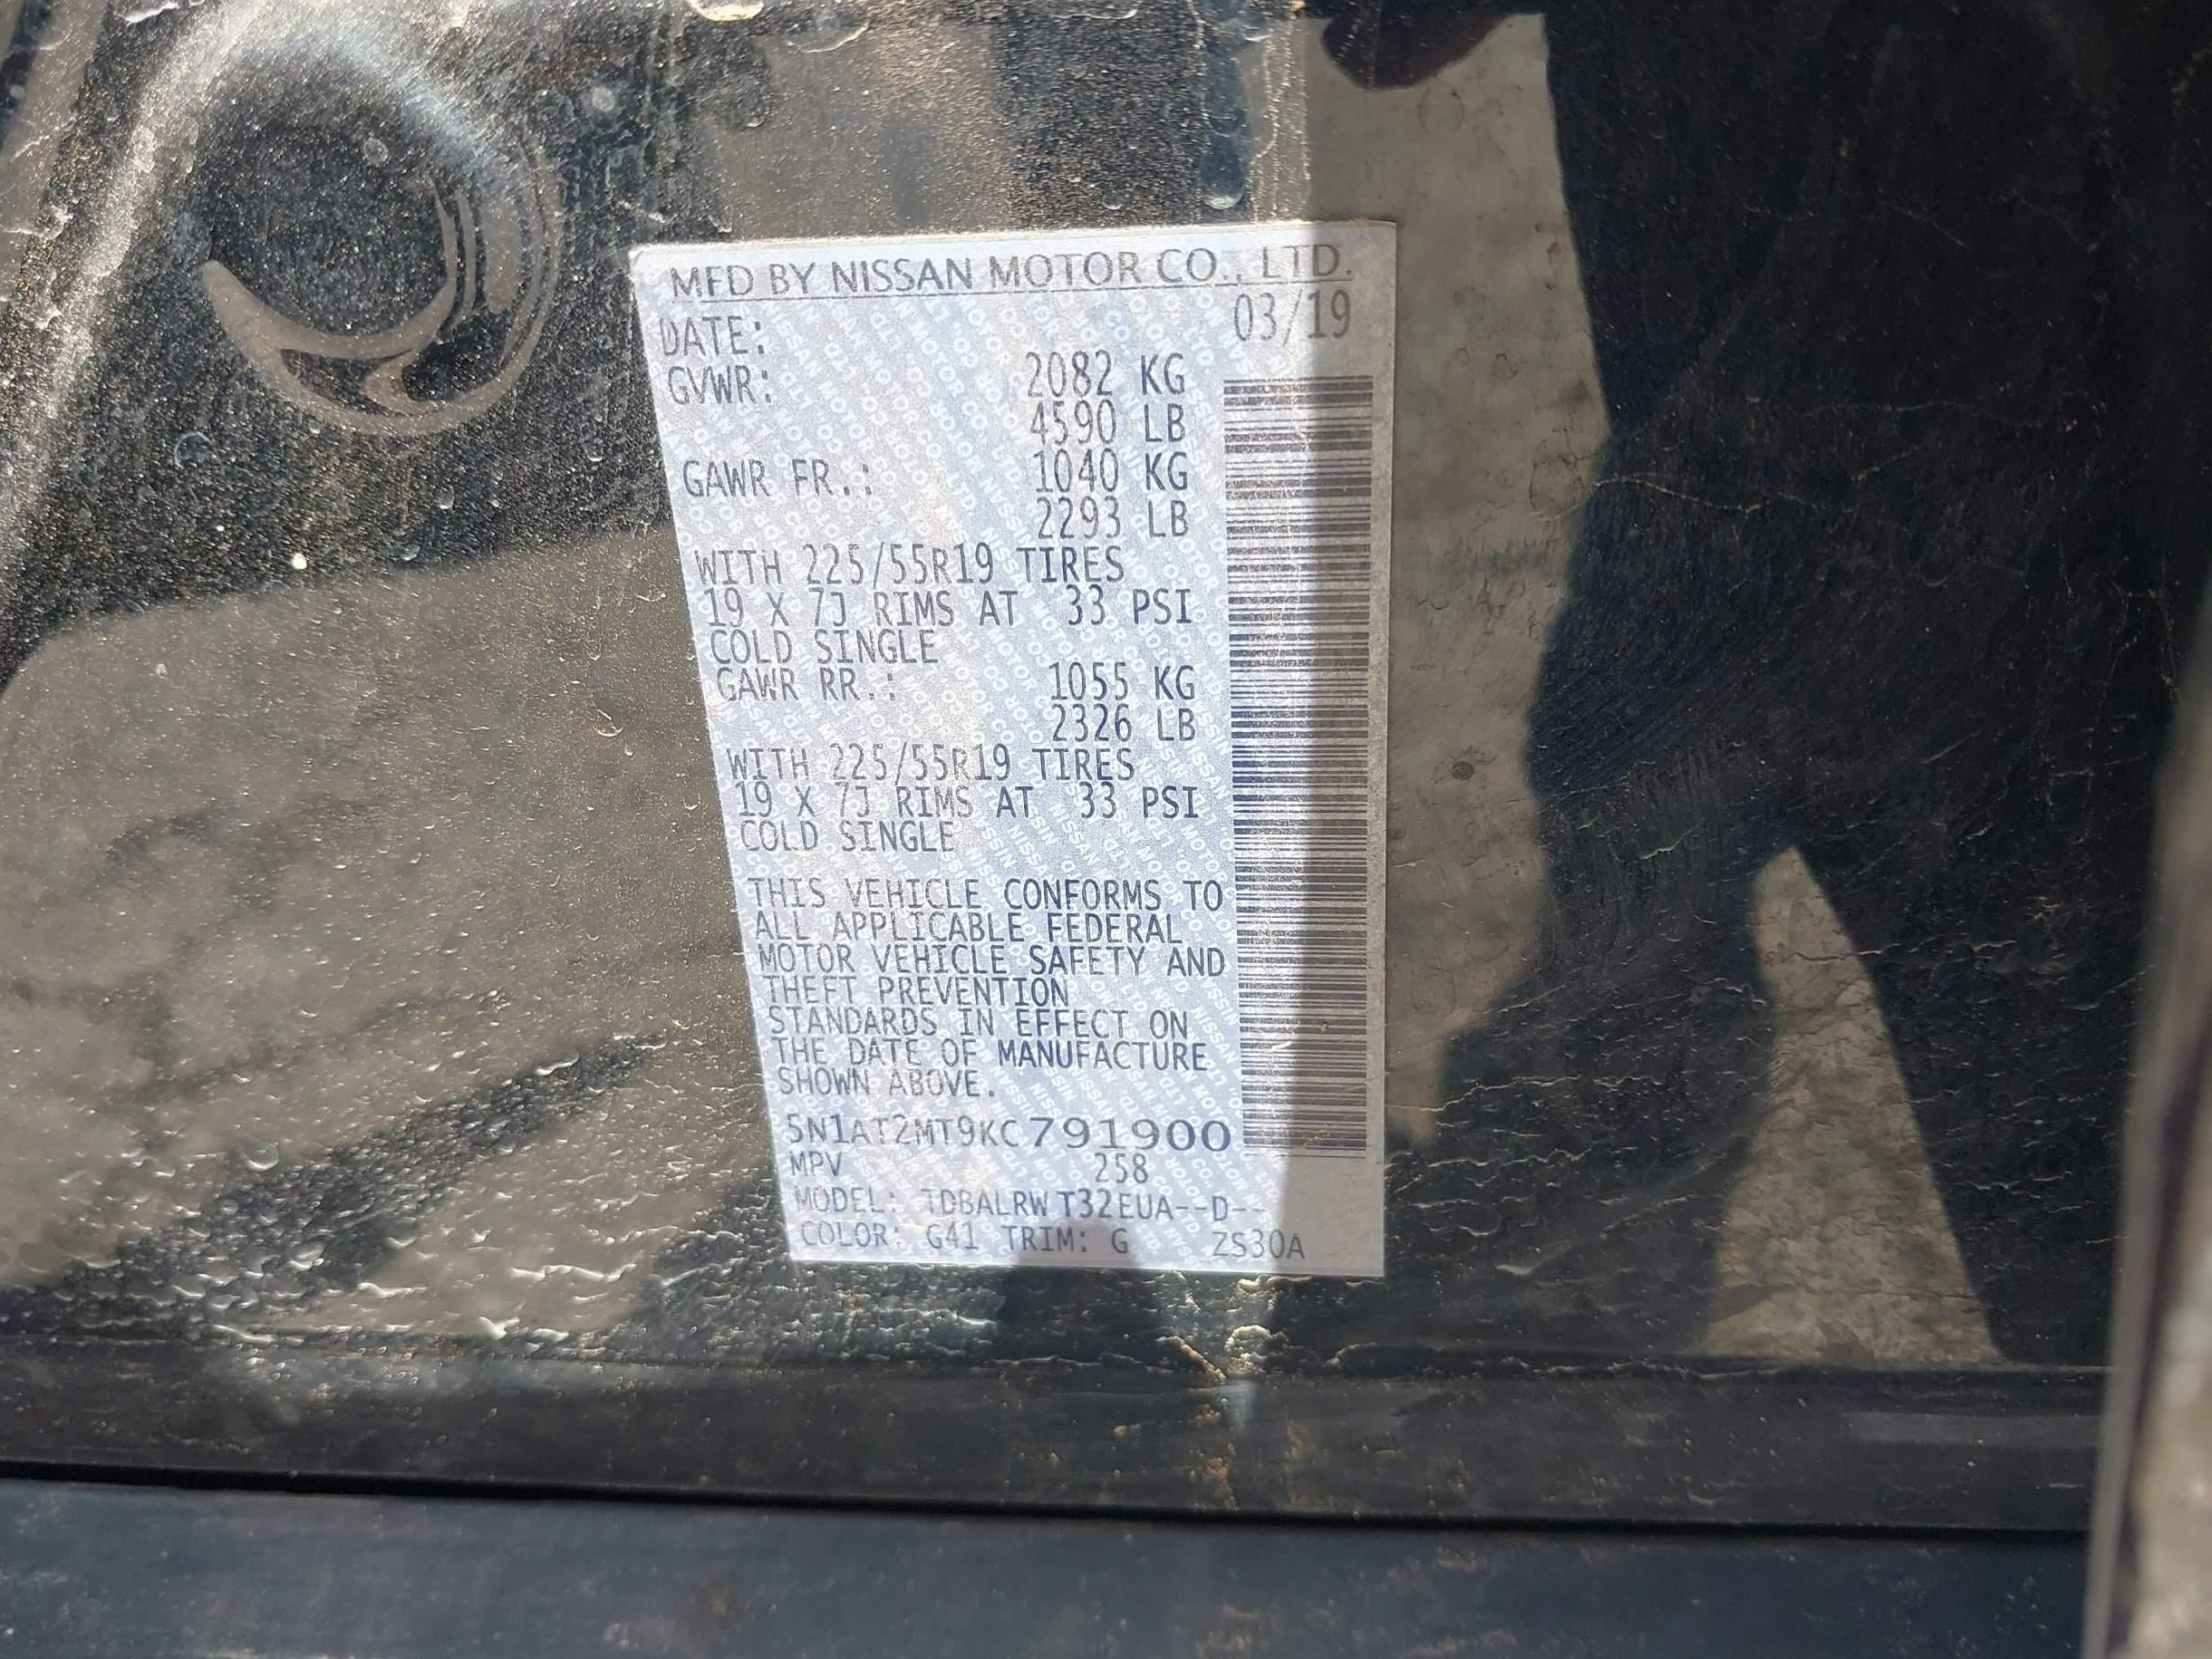 MFD BY NISSAN MOTOR CO., LTD.
DATE: 03/19
GVWR: 2082 KG
4590 LB
GAWR FR.: 1040 KG
2293 LB
WITH 225/55R19 TIRES
19 X 7J RIMS AT 33 PSI
COLD SINGLE
GAWR RR.: 1055 KG
2326 LB
WITH 225/55R19 TIRES
19 X 7J RIMS AT 33 PSI
COLD SINGLE
THIS VEHICLE CONFORMS TO
ALL APPLICABLE FEDERAL
MOTOR VEHICLE SAFETY AND
THEFT PREVENTION
STANDARDS IN EFFECT ON
THE DATE OF MANUFACTURE
SHOWN ABOVE.
5N1AT2MT9KC791900
MPV 258
MODEL: TDBALRW T32EUA--D--
COLOR: G41 TRIM: G ZS30A